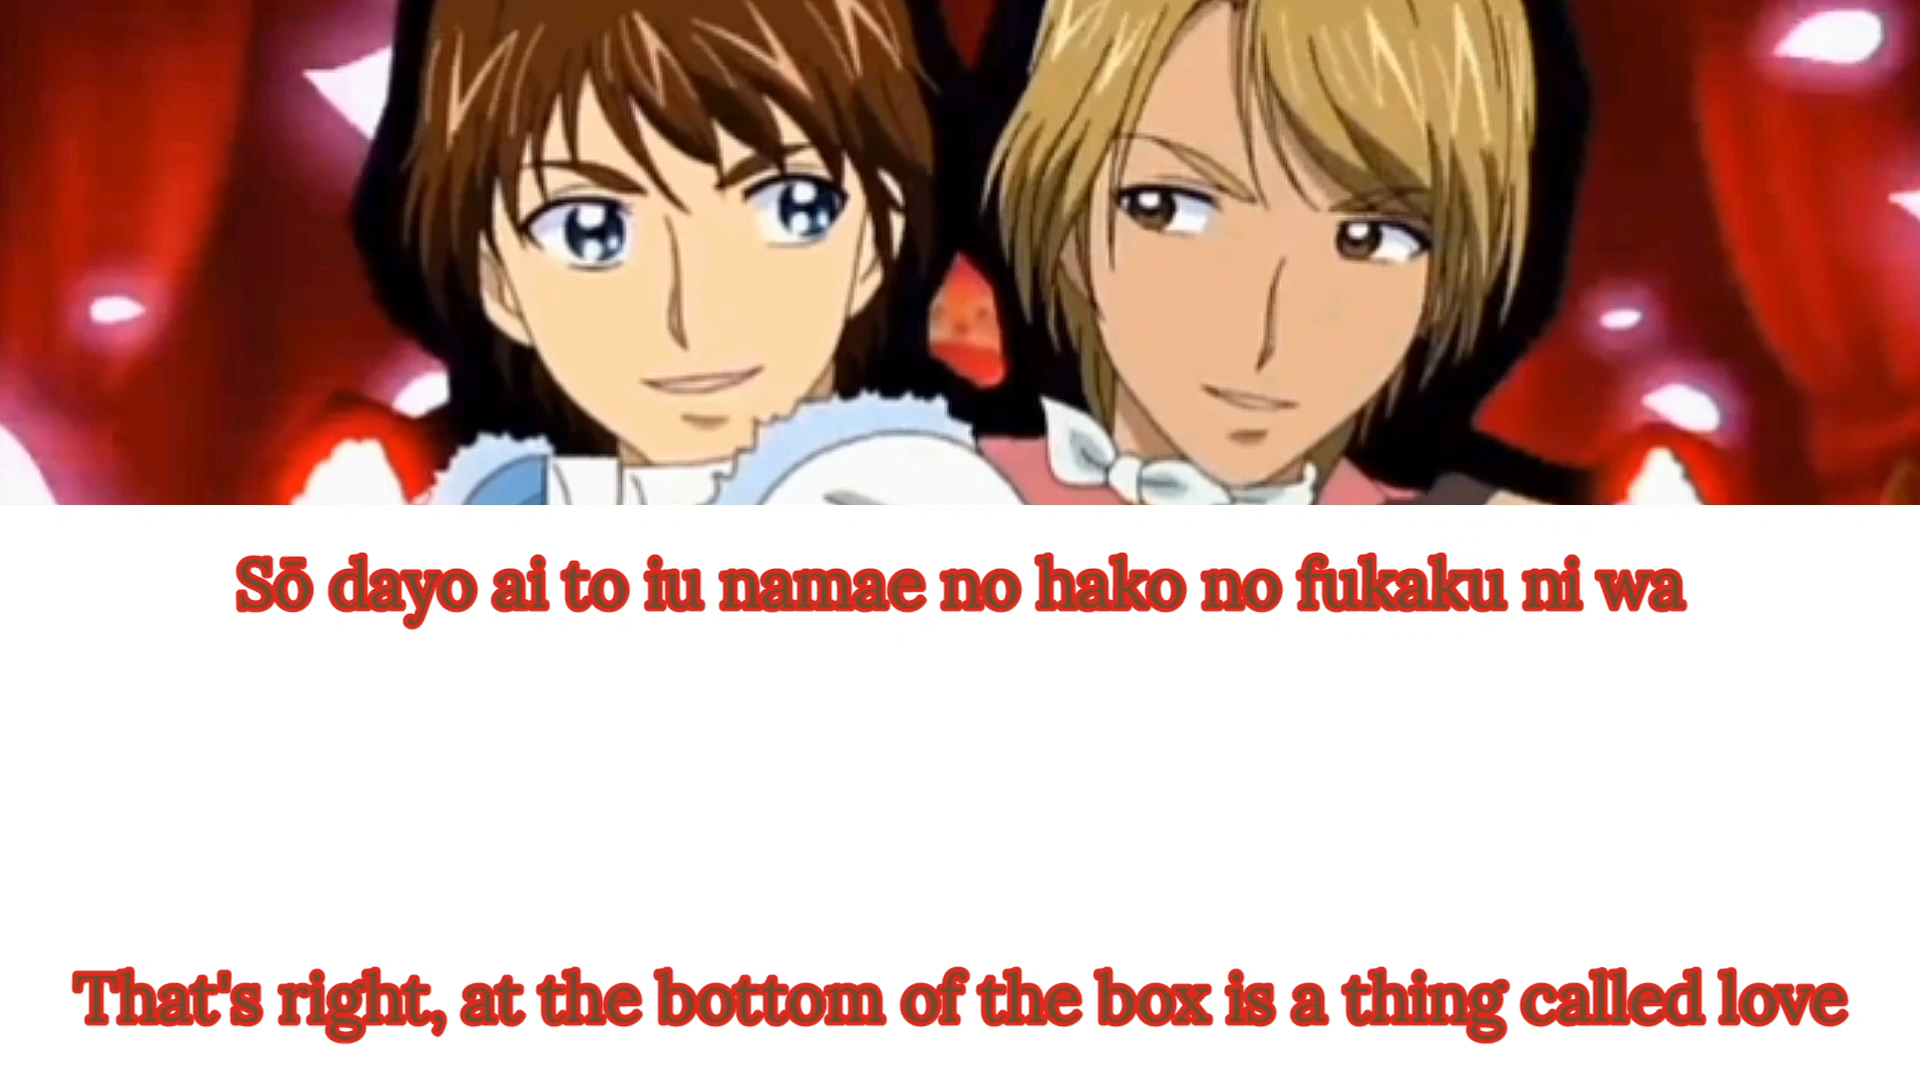 Sō dayo ai to iu namae no hako no fukaku ni wa
That's right, at the bottom of the box is a thing called love